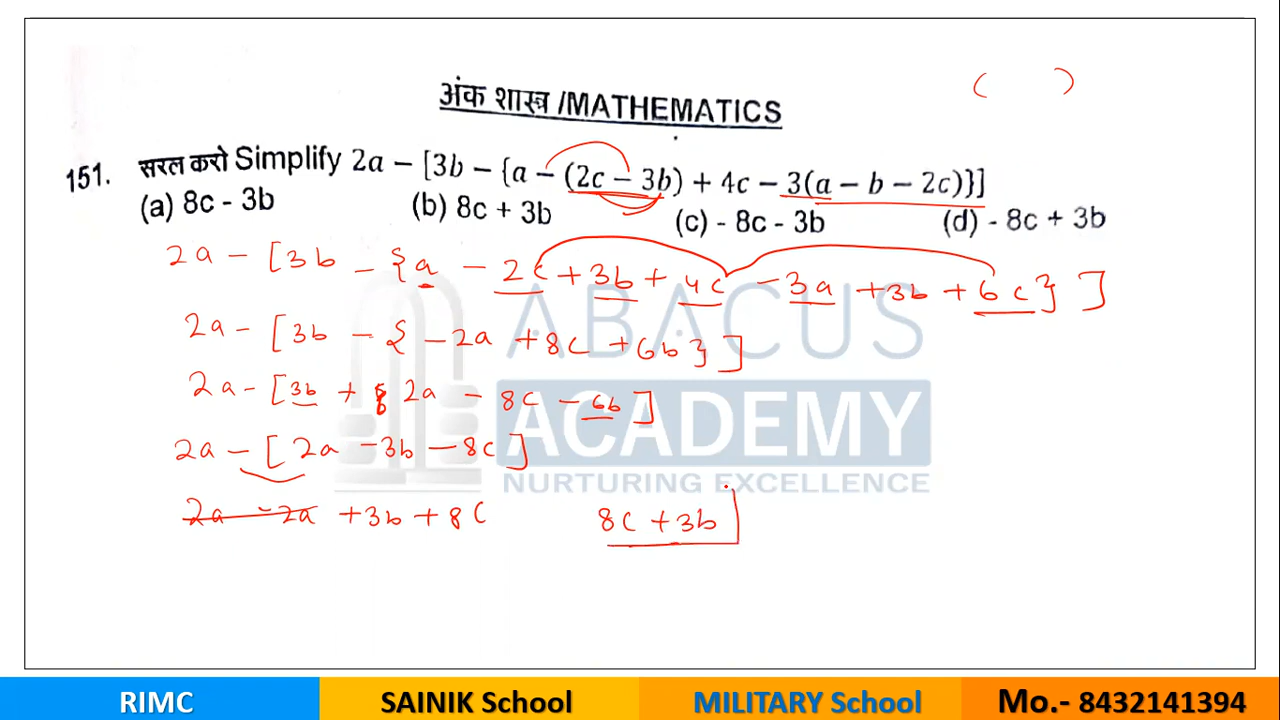 अंक शास्त्र /MATHEMATICS
( )
151. सरल करो Simplify 2a − [3b − {a − (2c − 3b) + 4c − 3(a − b − 2c)}]
(a) 8c - 3b (b) 8c + 3b (c) - 8c - 3b (d) - 8c + 3b
2a − [3b − {a − 2c + 3b + 4c − 3a + 3b + 6c}]
2a − [3b − { − 2a + 8c + 6b}]
2a − [3b + 2a − 8c − 6b]
2a − [2a − 3b − 8c]
2a − 2a + 3b + 8c 8c + 3b
ABACUS
ACADEMY
NURTURING EXCELLENCE
RIMC SAINIK School MILITARY School Mo.- 8432141394